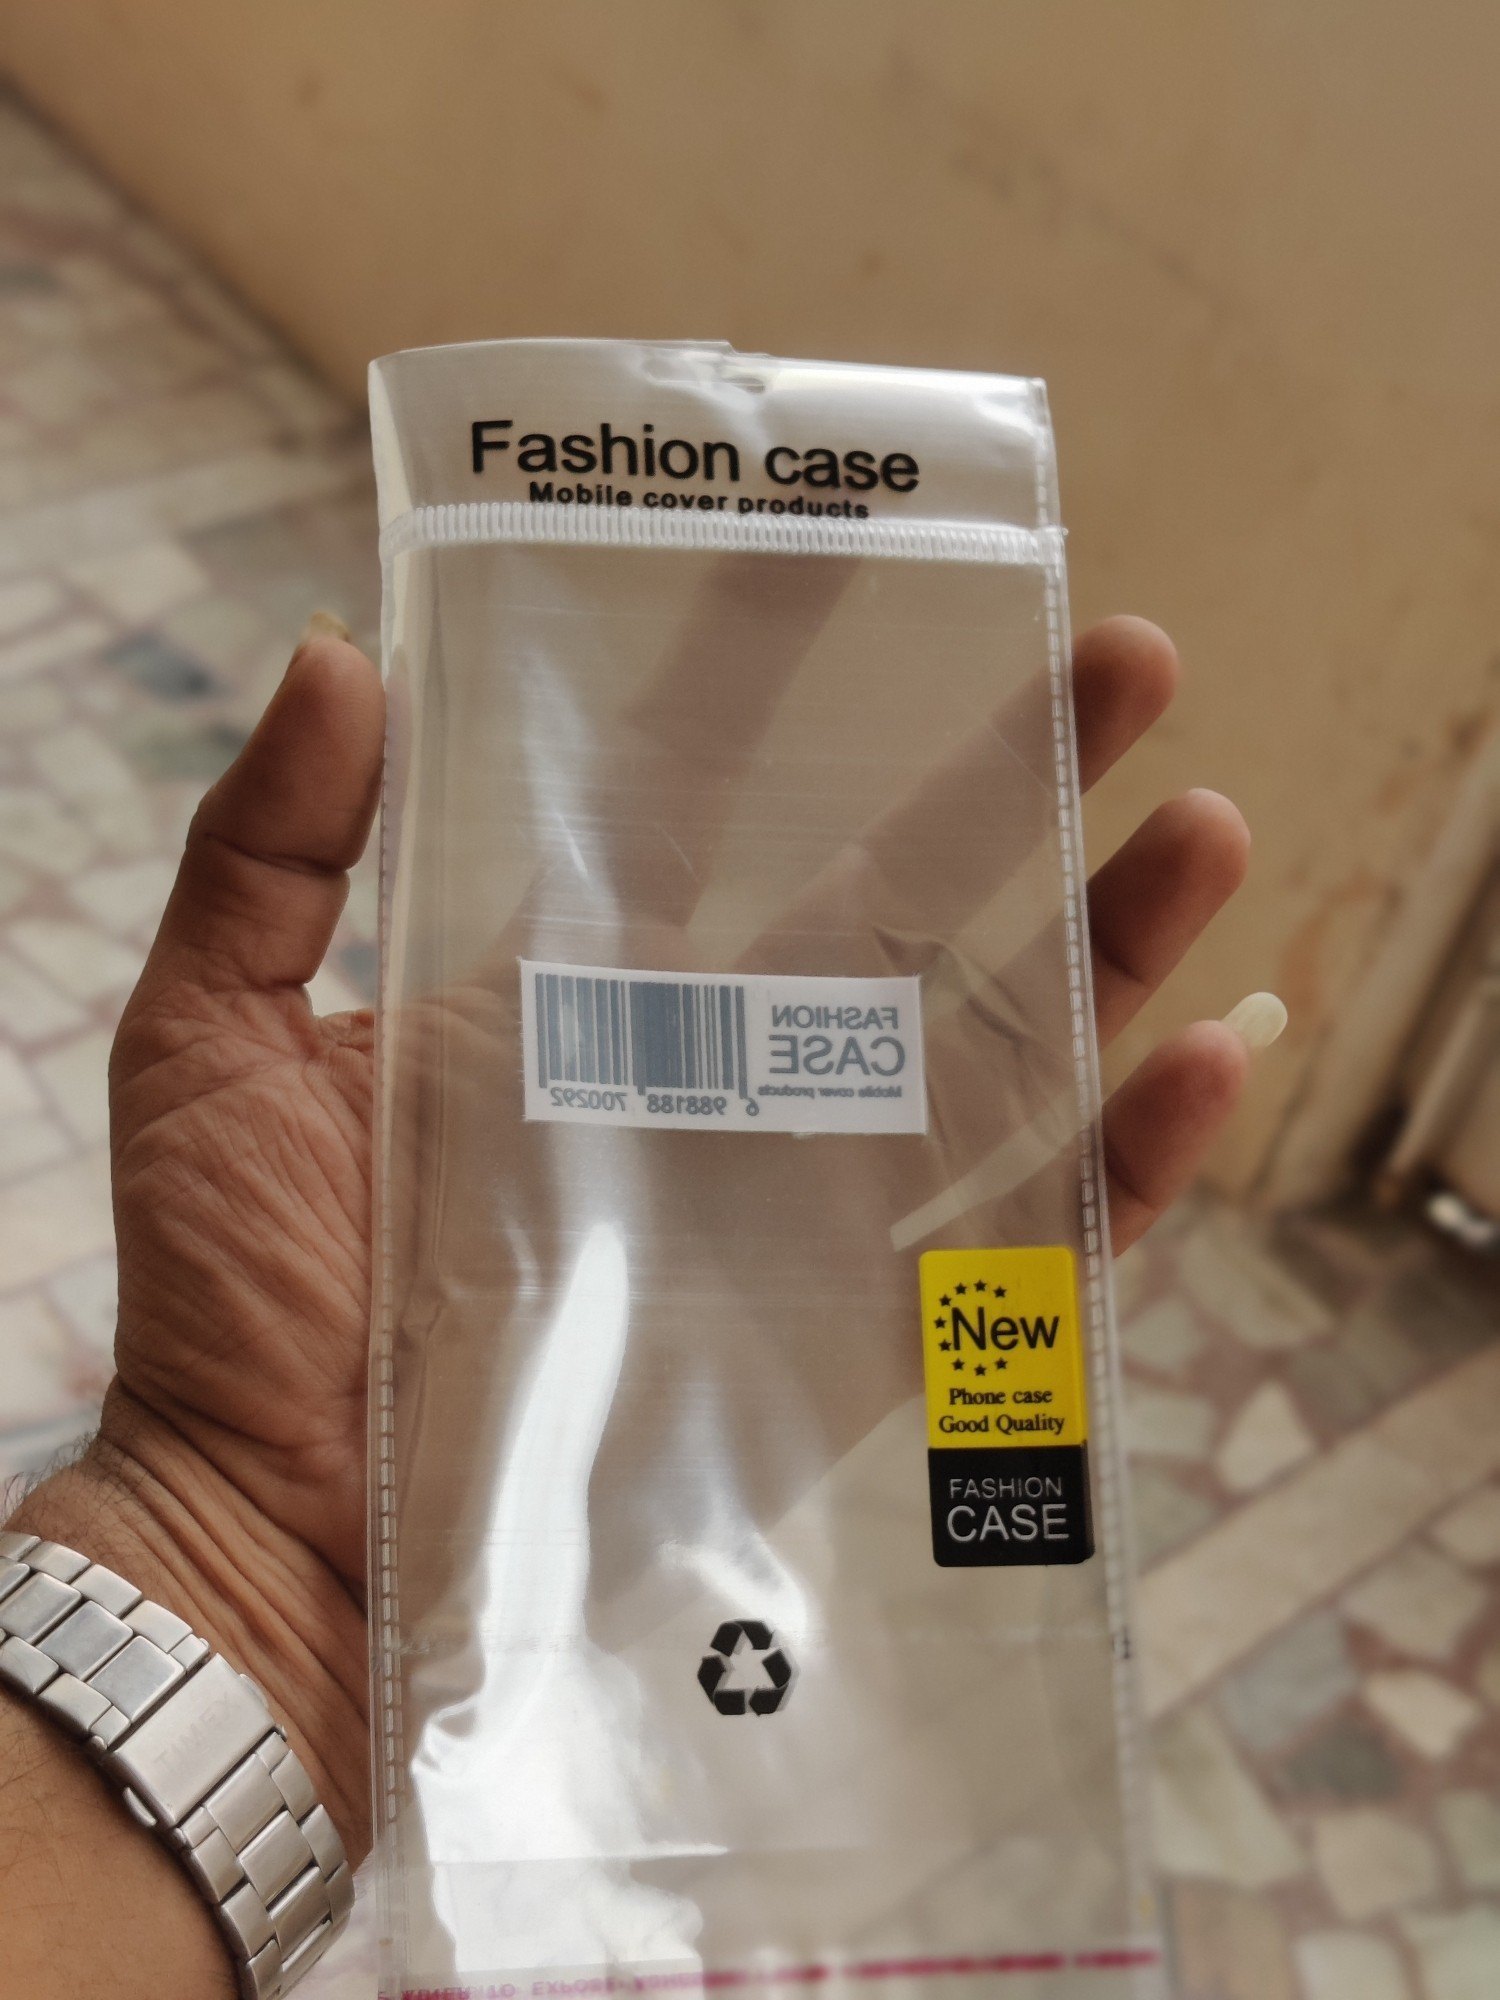 Fashion case
Mobile cover products
FASHION
CASE
Mobile cover products
6 988188 700292
New
Phone case
Good Quality
FASHION
CASE
TIMEX